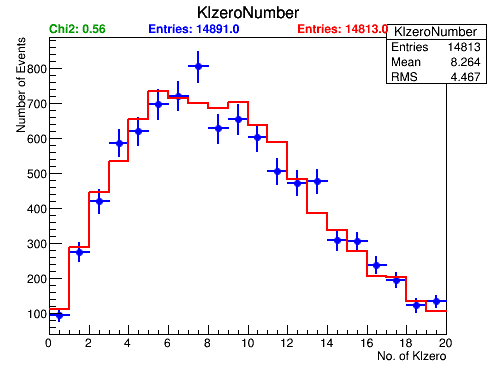 KlzeroNumber
Chi2: 0.56 Entries: 14891.0 Entries: 14813.0
KlzeroNumber
Entries 14813
Mean 8.264
RMS 4.467
Number of Events
800
700
600
500
400
300
200
100
0 2 4 6 8 10 12 14 16 18 20
No. of Klzero